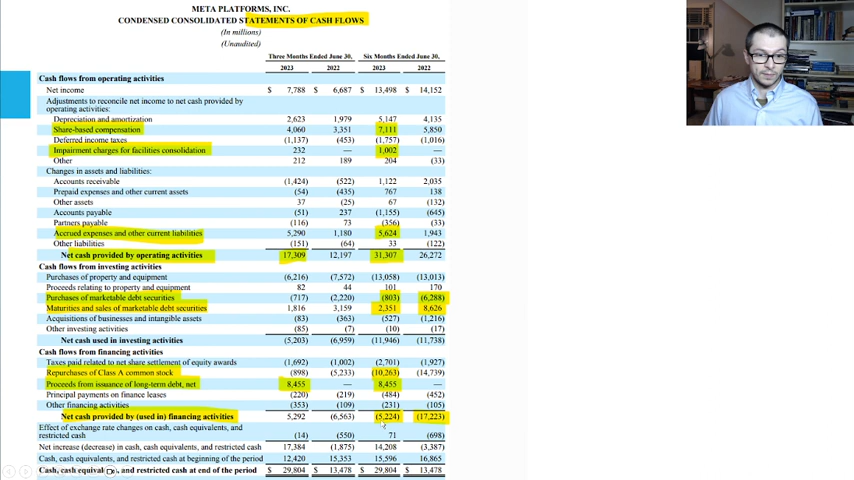 META PLATFORMS, INC.
CONDENSED CONSOLIDATED STATEMENTS OF CASH FLOWS
(In millions)
(Unaudited)
Three Months Ended June 30, Six Months Ended June 30,
2023 2022 2023 2022
Cash flows from operating activities
Net income $ 7,788 $ 6,687 $ 13,498 $ 14,152
Adjustments to reconcile net income to net cash provided by
operating activities:
Depreciation and amortization 2,623 1,979 5,147 4,135
Share-based compensation 4,060 3,351 7,111 5,850
Deferred income taxes (1,137) (453) (1,757) (1,016)
Impairment charges for facilities consolidation 232 — 1,002 —
Other 212 189 204 (33)
Changes in assets and liabilities:
Accounts receivable (1,424) (522) 1,122 2,035
Prepaid expenses and other current assets (54) (435) 767 138
Other assets 37 (25) 67 (132)
Accounts payable (51) 237 (1,155) (645)
Partners payable (116) 73 (356) (33)
Accrued expenses and other current liabilities 5,290 1,180 5,624 1,943
Other liabilities (151) (64) 33 (122)
Net cash provided by operating activities 17,309 12,197 31,307 26,272
Cash flows from investing activities
Purchases of property and equipment (6,216) (7,572) (13,058) (13,013)
Proceeds relating to property and equipment 82 44 101 170
Purchases of marketable debt securities (717) (2,220) (803) (6,288)
Maturities and sales of marketable debt securities 1,816 3,159 2,351 8,626
Acquisitions of businesses and intangible assets (83) (363) (527) (1,216)
Other investing activities (85) (7) (10) (17)
Net cash used in investing activities (5,203) (6,959) (11,946) (11,738)
Cash flows from financing activities
Taxes paid related to net share settlement of equity awards (1,692) (1,002) (2,701) (1,927)
Repurchases of Class A common stock (898) (5,233) (10,263) (14,739)
Proceeds from issuance of long-term debt, net 8,455 — 8,455 —
Principal payments on finance leases (220) (219) (484) (452)
Other financing activities (353) (109) (231) (105)
Net cash provided by (used in) financing activities 5,292 (6,563) (5,224) (17,223)
Effect of exchange rate changes on cash, cash equivalents, and
restricted cash (14) (550) 71 (698)
Net increase (decrease) in cash, cash equivalents, and restricted cash 17,384 (1,875) 14,208 (3,387)
Cash, cash equivalents, and restricted cash at beginning of the period 12,420 15,353 15,596 16,865
Cash, cash and restricted cash at end of the period $ 29,804 $ 13,478 $ 29,804 $ 13,478